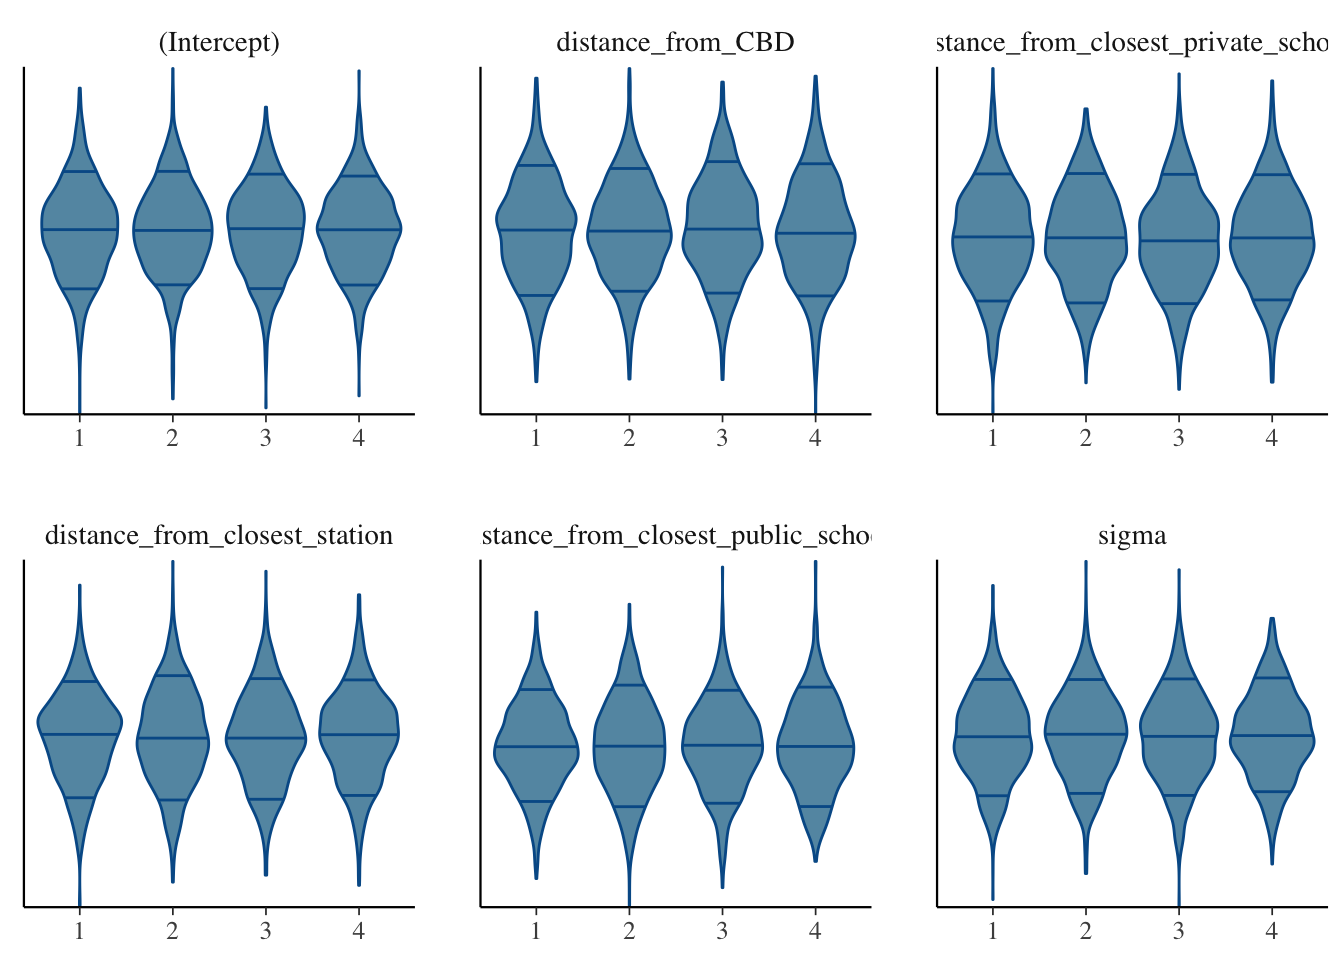 (Intercept)
distance_from_CBD
stance_from_closest_private_scho
1 2 3 4
1 2 3 4
1 2 3 4
distance_from_closest_station
stance_from_closest_public_scho
sigma
1 2 3 4
1 2 3 4
1 2 3 4